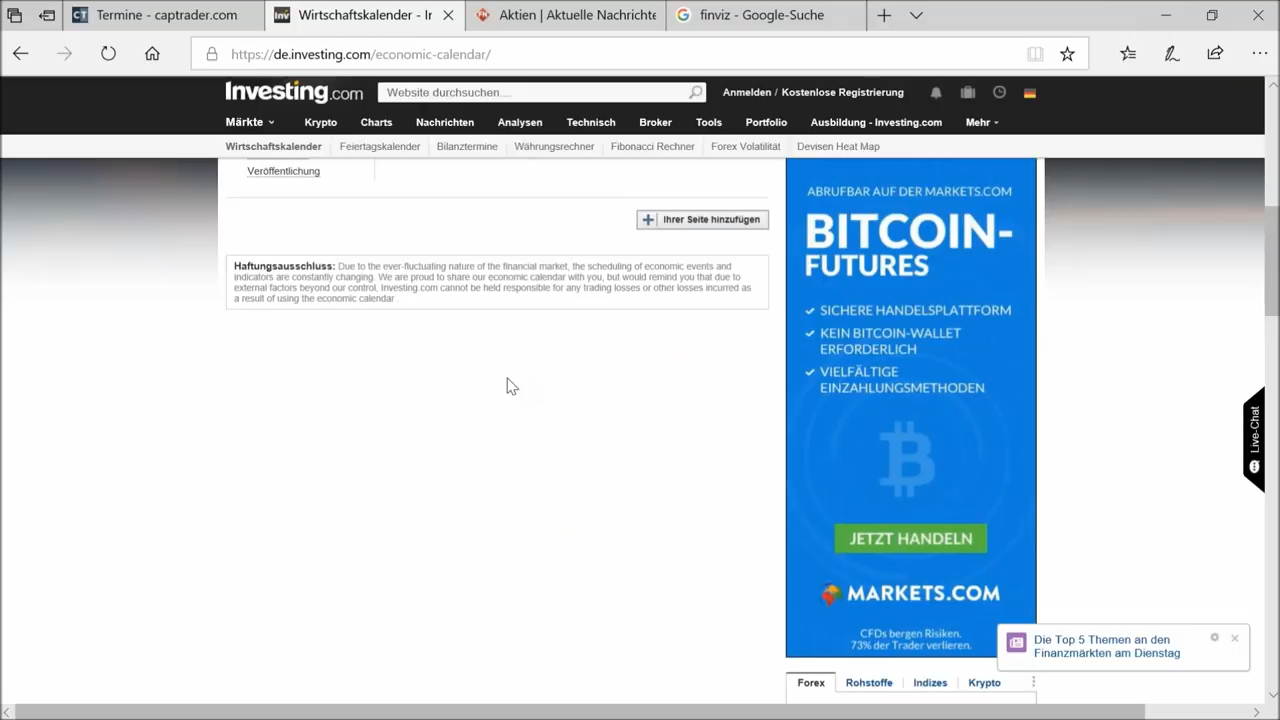 Termine - captrader.com
Wirtschaftskalender - Ir
Aktien | Aktuelle Nachrichte
finviz - Google-Suche
https://de.investing.com/economic-calendar/
Investing.com
Website durchsuchen....
Anmelden / Kostenlose Registrierung
Märkte
Krypto
Charts
Nachrichten
Analysen
Technisch
Broker
Tools
Portfolio
Ausbildung - Investing.com
Mehr
Wirtschaftskalender
Feiertagskalender
Bilanztermine
Währungsrechner
Fibonacci Rechner
Forex Volatilität
Devisen Heat Map
Veröffentlichung
Ihrer Seite hinzufügen
Haftungsausschluss: Due to the ever-fluctuating nature of the financial market, the scheduling of economic events and
indicators are constantly changing. We are proud to share our economic calendar with you, but would remind you that due to
external factors beyond our control, Investing.com cannot be held responsible for any trading losses or other losses incurred as
a result of using the economic calendar .
ABRUFBAR AUF DER MARKETS.COM
BITCOIN-
FUTURES
SICHERE HANDELSPLATTFORM
KEIN BITCOIN-WALLET
ERFORDERLICH
VIELFÄLTIGE
EINZAHLUNGSMETHODEN
JETZT HANDELN
MARKETS.COM
CFDs bergen Risiken.
73% der Trader verlieren.
Live-Chat
Die Top 5 Themen an den
Finanzmärkten am Dienstag
Forex
Rohstoffe
Indizes
Krypto